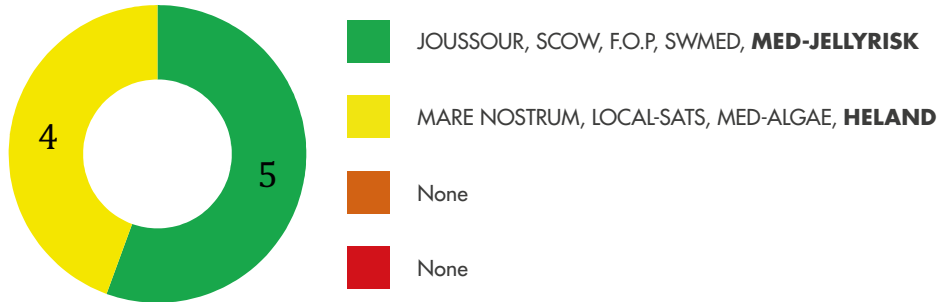 JOUSSOUR, SCOW, F.O.P, SWMED, MED-JELLYRISK
4
MARE NOSTRUM, LOCAL-SATS, MED-ALGAE, HELAND
5
None
None